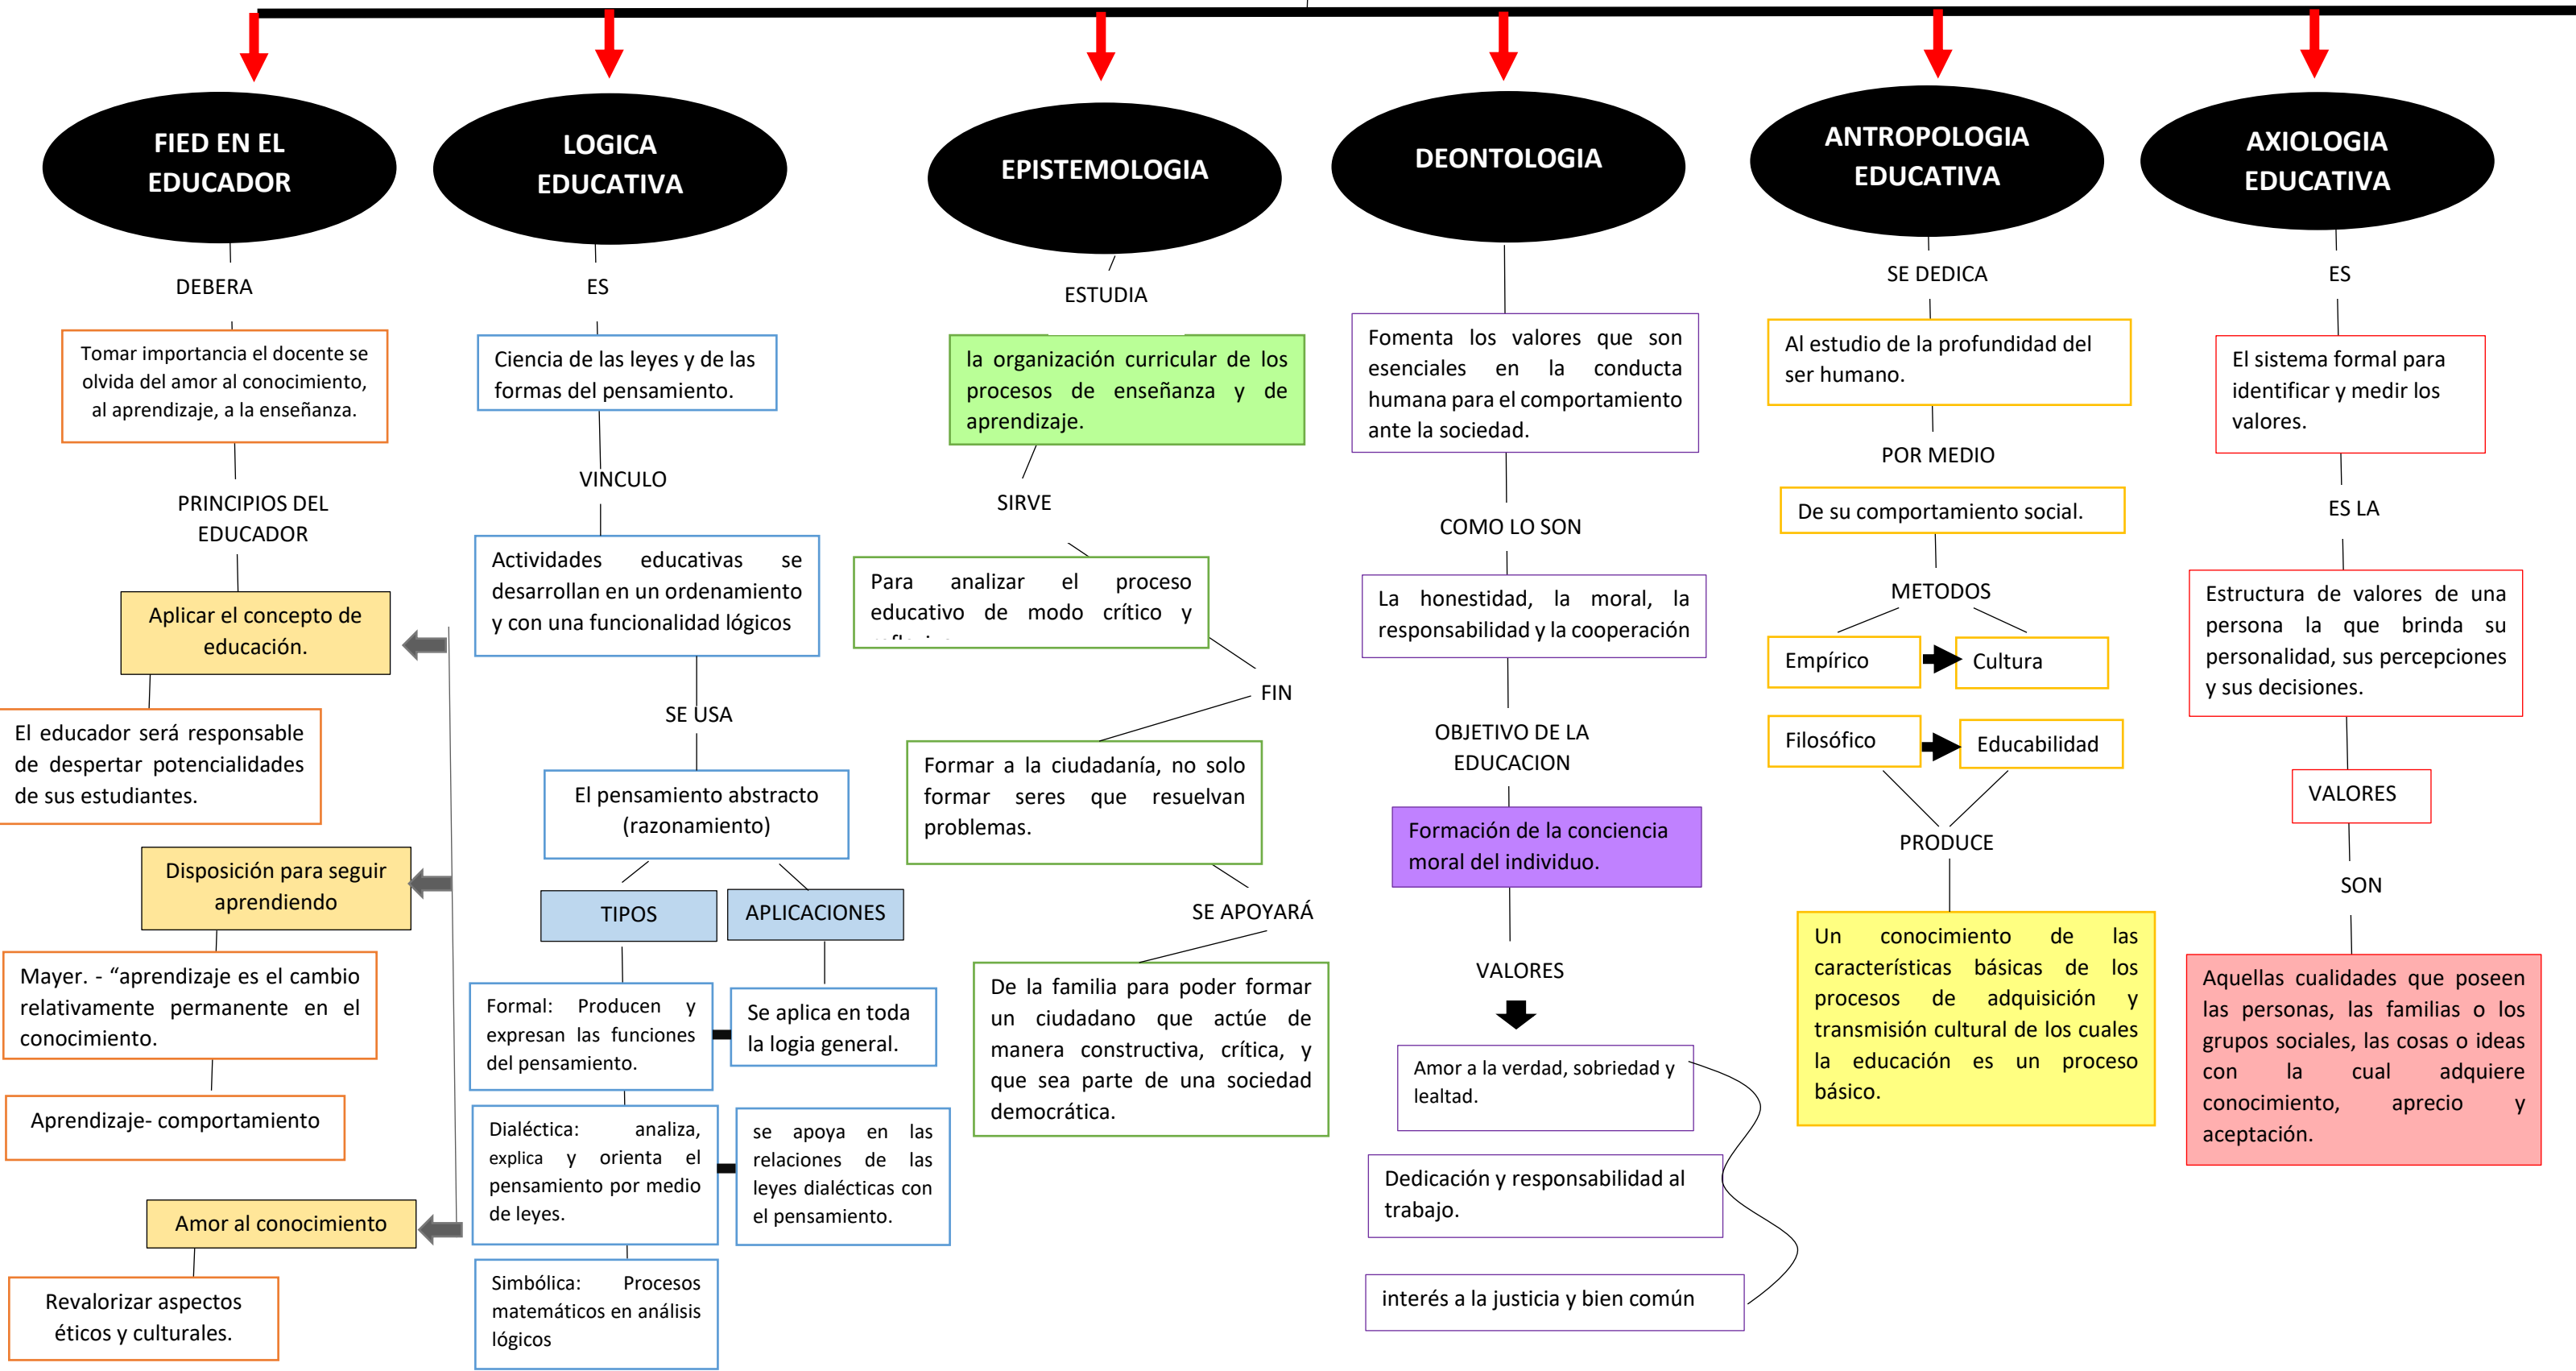 FIED EN EL
EDUCADOR
DEBERA
Tomar importancia el docente se
olvida del amor al conocimiento,
al aprendizaje, a la enseñanza.
PRINCIPIOS DEL
EDUCADOR
Aplicar el concepto de
educación.
El educador será responsable
de despertar potencialidades
de sus estudiantes.
Disposición para seguir
aprendiendo
Mayer. - “aprendizaje es el cambio
relativamente permanente en el
conocimiento.
Aprendizaje- comportamiento
Amor al conocimiento
Revalorizar aspectos
éticos y culturales.
LOGICA
EDUCATIVA
ES
Ciencia de las leyes y de las
formas del pensamiento.
VINCULO
Actividades educativas se
desarrollan en un ordenamiento
y con una funcionalidad lógicos
SE USA
El pensamiento abstracto
(razonamiento)
TIPOS
APLICACIONES
Formal: Producen y
expresan las funciones
del pensamiento.
Se aplica en toda
la logia general.
Dialéctica: analiza,
explica y orienta el
pensamiento por medio
de leyes.
se apoya en las
relaciones de las
leyes dialécticas con
el pensamiento.
Simbólica: Procesos
matemáticos en análisis
lógicos
EPISTEMOLOGIA
ESTUDIA
la organización curricular de los
procesos de enseñanza y de
aprendizaje.
SIRVE
Para analizar el proceso
educativo de modo crítico y
FIN
Formar a la ciudadanía, no solo
formar seres que resuelvan
problemas.
SE APOYARÁ
De la familia para poder formar
un ciudadano que actúe de
manera constructiva, crítica, y
que sea parte de una sociedad
democrática.
DEONTOLOGIA
Fomenta los valores que son
esenciales en la conducta
humana para el comportamiento
ante la sociedad.
COMO LO SON
La honestidad, la moral, la
responsabilidad y la cooperación
OBJETIVO DE LA
EDUCACION
Formación de la conciencia
moral del individuo.
VALORES
Amor a la verdad, sobriedad y
lealtad.
Dedicación y responsabilidad al
trabajo.
interés a la justicia y bien común
ANTROPOLOGIA
EDUCATIVA
SE DEDICA
Al estudio de la profundidad del
ser humano.
POR MEDIO
De su comportamiento social.
METODOS
Empírico
Cultura
Filosófico
Educabilidad
PRODUCE
Un conocimiento de las
características básicas de los
procesos de adquisición y
transmisión cultural de los cuales
la educación es un proceso
básico.
AXIOLOGIA
EDUCATIVA
ES
El sistema formal para
identificar y medir los
valores.
ES LA
Estructura de valores de una
persona la que brinda su
personalidad, sus percepciones
y sus decisiones.
VALORES
SON
Aquellas cualidades que poseen
las personas, las familias o los
grupos sociales, las cosas o ideas
con la cual adquiere
conocimiento, aprecio y
aceptación.